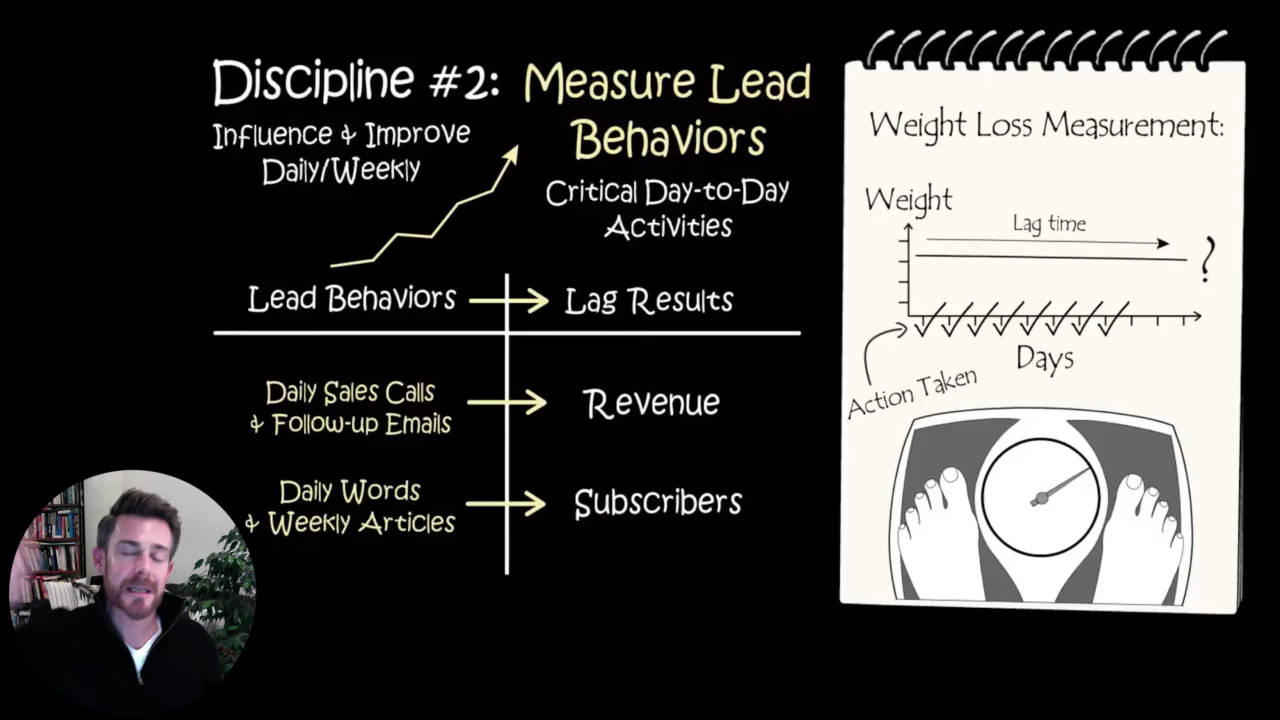 Discipline #2:
Influence & Improve
Daily/Weekly
Measure Lead
Behaviors
Critical Day-to-Day
Activities
Lead Behaviors
Lag Results
Daily Sales Calls
& Follow-up Emails
Revenue
Daily Words
& Weekly Articles
Subscribers
Weight Loss Measurement:
Weight
Lag time
?
Days
Action Taken